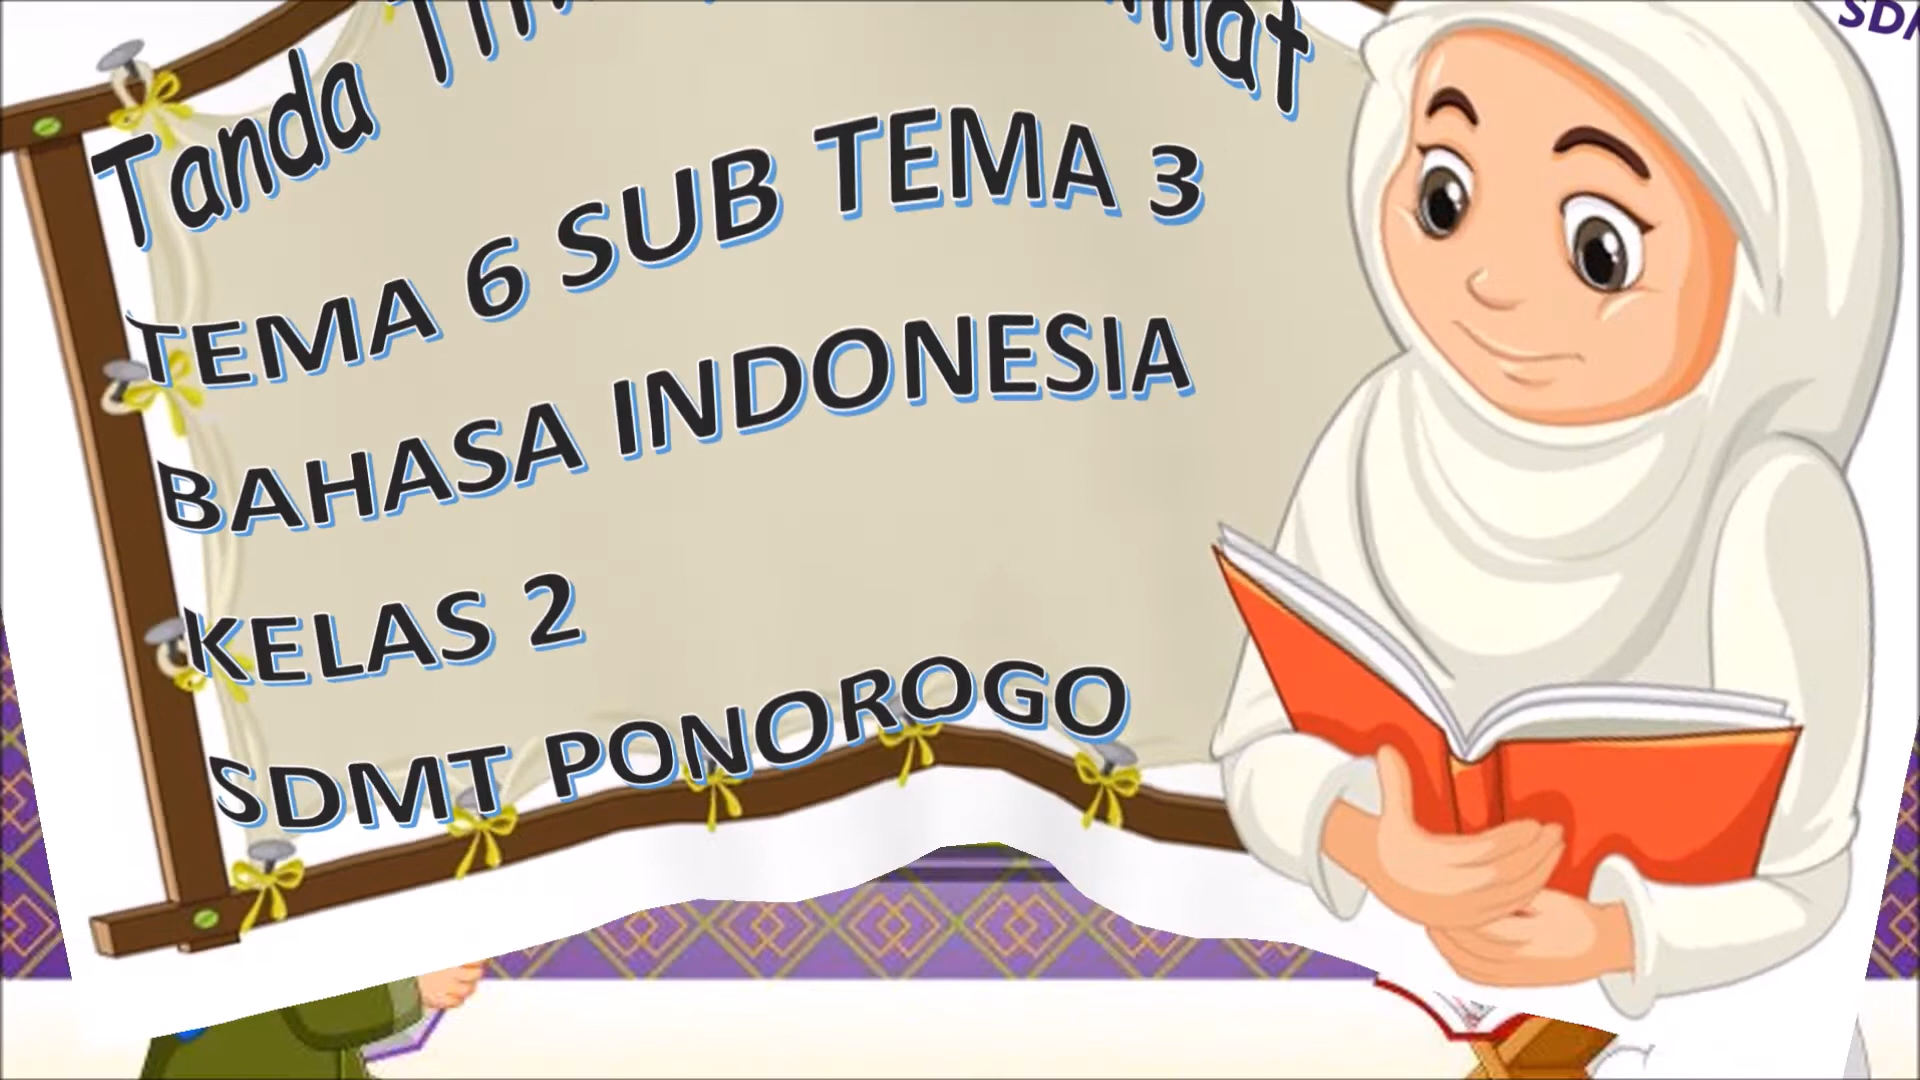 Tanda
TEMA 6 SUB TEMA 3
BAHASA INDONESIA
KELAS 2
SDMT PONOROGO